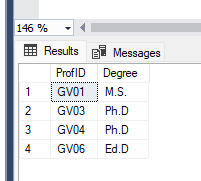 146 %
Results Messages
ProfID Degree
1 GV01 M.S.
2 GV03 Ph.D
3 GV04 Ph.D
4 GV06 Ed.D